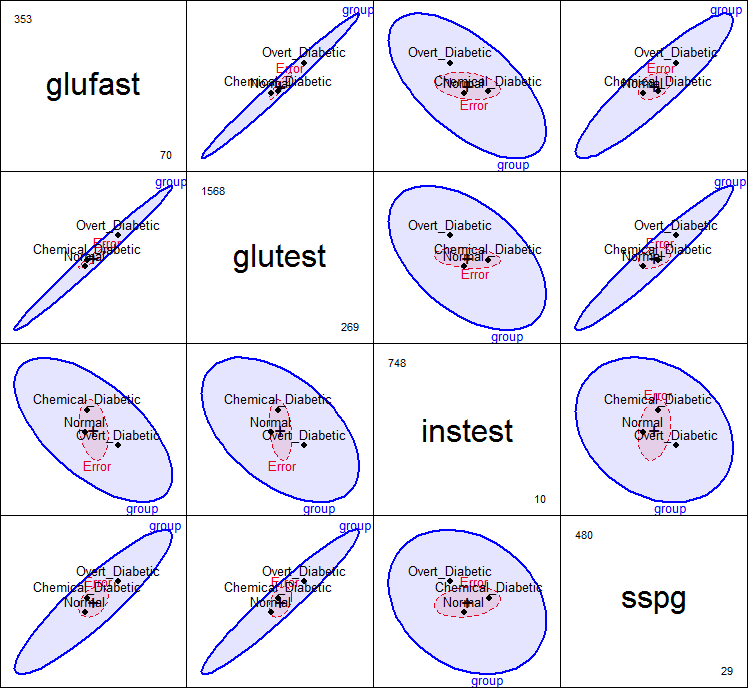 353
glufast
70
group
Overt_Diabetic
Error
Chemical_Diabetic
Normal
Overt_Diabetic
Chemical_Diabetic
Normal
Error
group
group
Overt_Diabetic
Error
Chemical_Diabetic
Normal
group
Overt_Diabetic
Error
Chemical_Diabetic
Normal
1568
glutest
269
Overt_Diabetic
Chemical_Diabetic
Normal
Error
group
group
Overt_Diabetic
Error
Chemical_Diabetic
Normal
Chemical_Diabetic
Normal
Overt_Diabetic
Error
group
Chemical_Diabetic
Normal
Overt_Diabetic
Error
group
748
instest
10
Error
Chemical_Diabetic
Normal
Overt_Diabetic
group
group
Overt_Diabetic
Error
Chemical_Diabetic
Normal
group
Overt_Diabetic
Error
Chemical_Diabetic
Normal
Overt_Diabetic
Error
Chemical_Diabetic
Normal
group
480
sspg
29